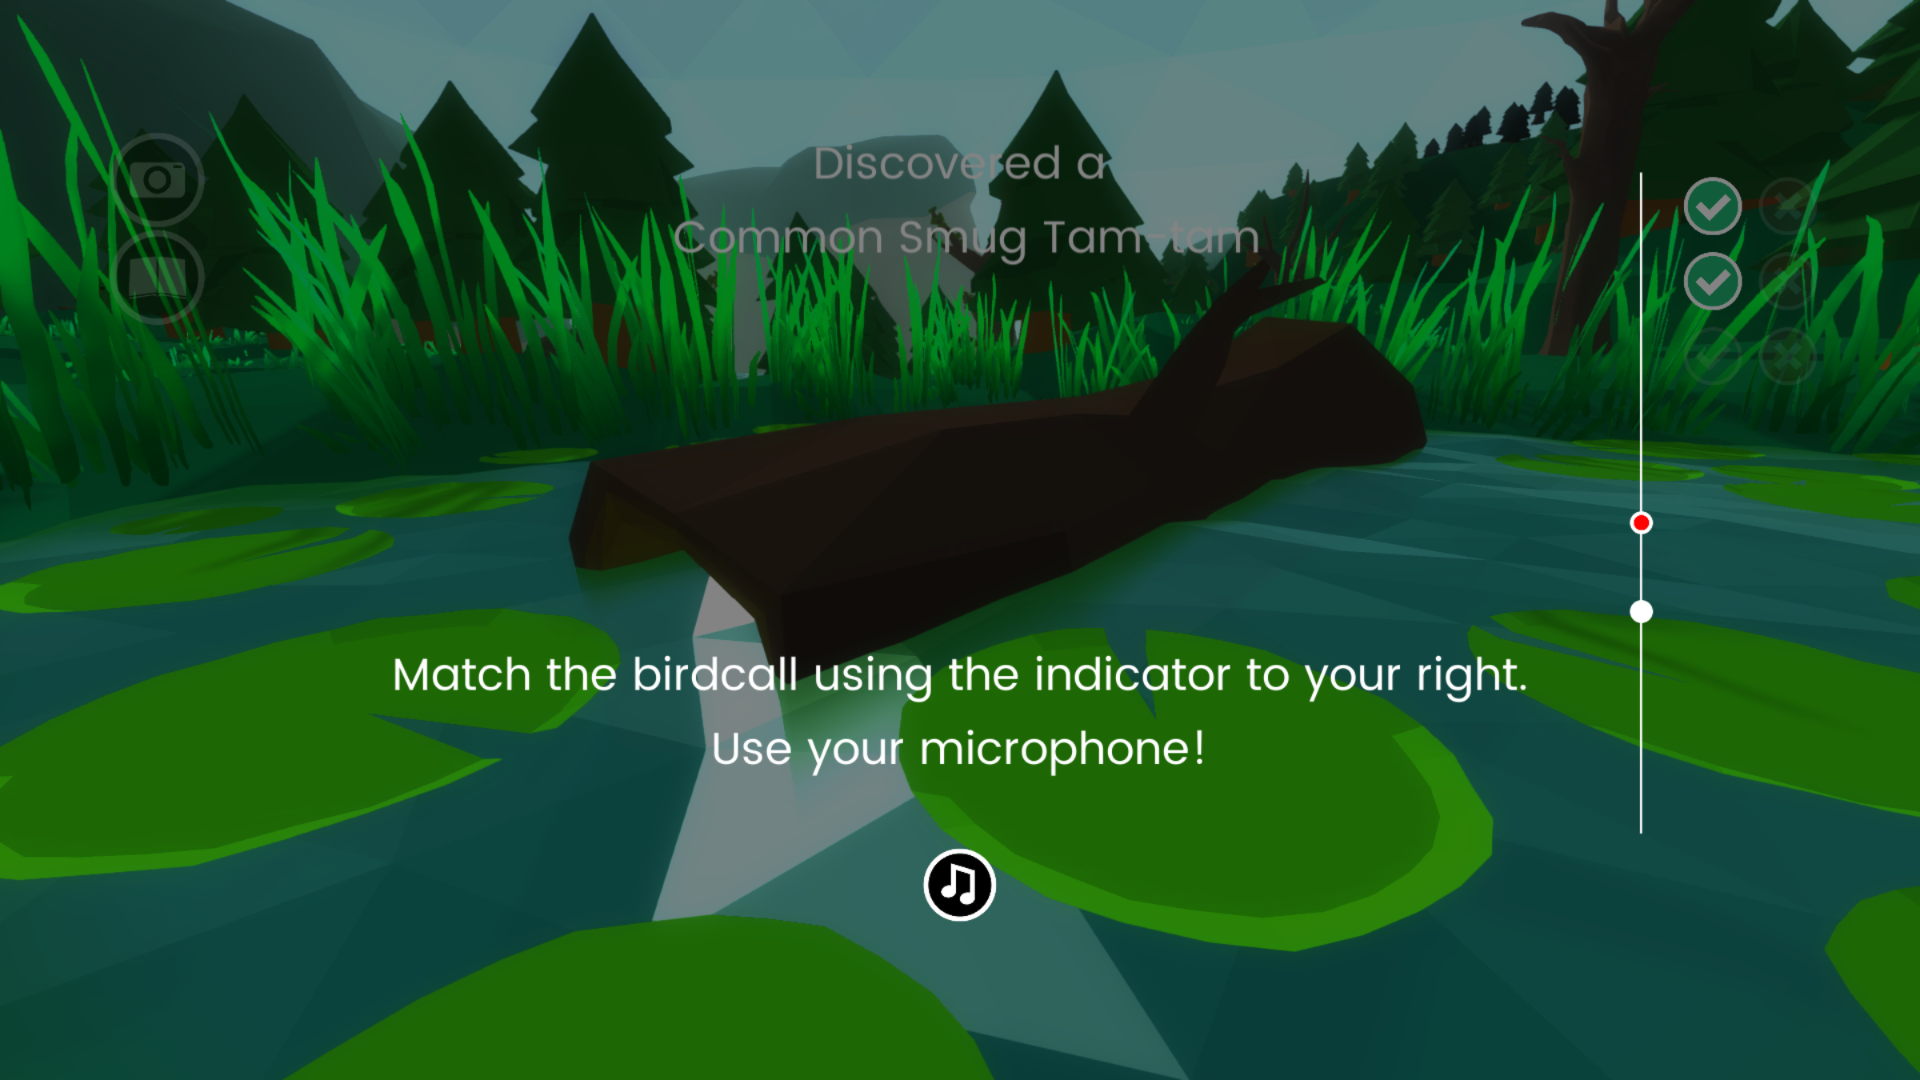 Discovered a
Common Smug Tam-tam
Match the birdcall using the indicator to your right.
Use your microphone!